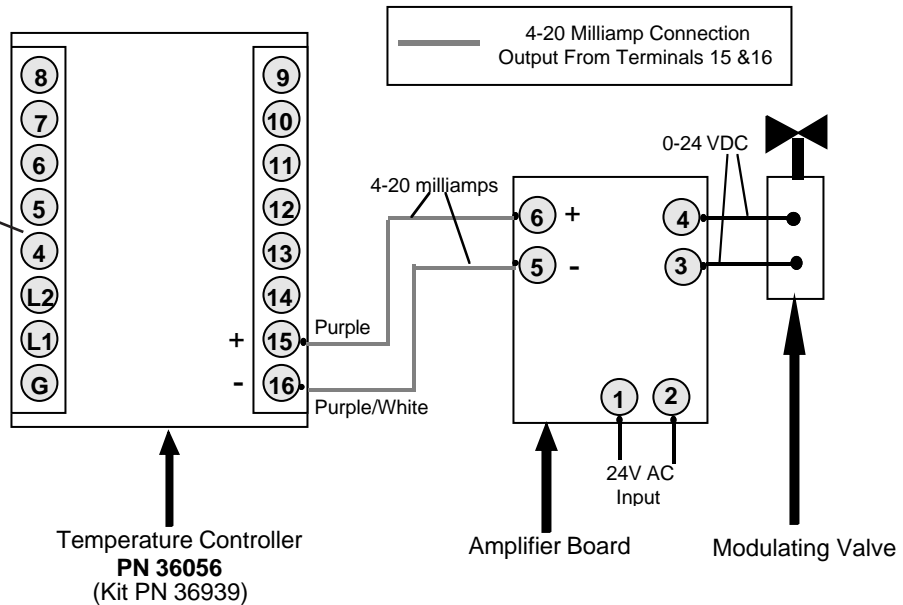 4-20 Milliamp Connection
Output From Terminals 15 &16
8
7
6
5
4
L2
L1
G
9
10
11
12
13
14
+ 15
- 16
Purple
Purple/White
4-20 milliamps
6 +
5 -
4
3
1
2
24V AC
Input
0-24 VDC
Temperature Controller
PN 36056
(Kit PN 36939)
Amplifier Board
Modulating Valve